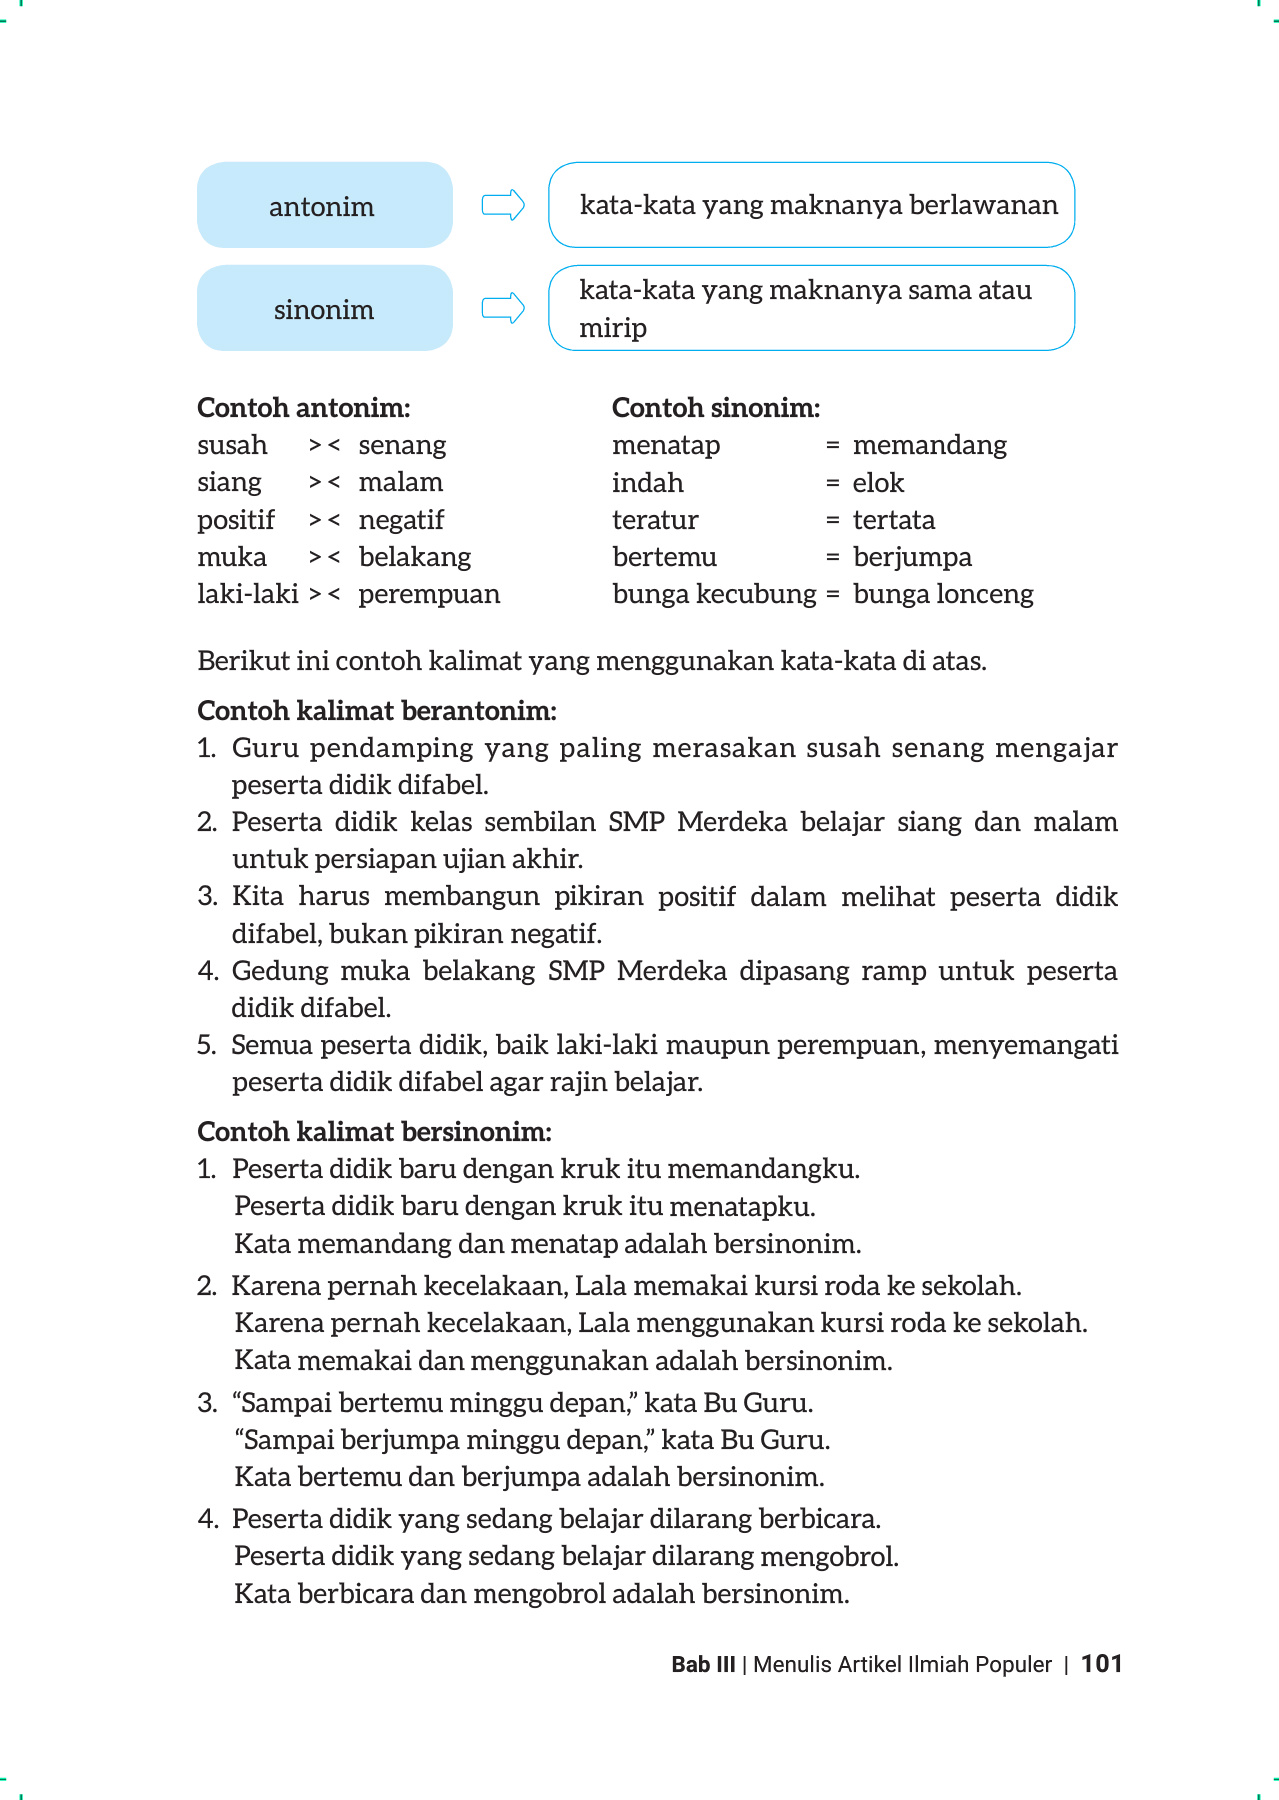 antonim
kata-kata yang maknanya berlawanan
sinonim
kata-kata yang maknanya sama atau
mirip
Contoh antonim:
susah > < senang
siang > < malam
positif > < negatif
muka > < belakang
laki-laki > < perempuan
Contoh sinonim:
menatap = memandang
indah = elok
teratur = tertata
bertemu = berjumpa
bunga kecubung = bunga lonceng
Berikut ini contoh kalimat yang menggunakan kata-kata di atas.
Contoh kalimat berantonim:
1. Guru pendamping yang paling merasakan susah senang mengajar
peserta didik difabel.
2. Peserta didik kelas sembilan SMP Merdeka belajar siang dan malam
untuk persiapan ujian akhir.
3. Kita harus membangun pikiran positif dalam melihat peserta didik
difabel, bukan pikiran negatif.
4. Gedung muka belakang SMP Merdeka dipasang ramp untuk peserta
didik difabel.
5. Semua peserta didik, baik laki-laki maupun perempuan, menyemangati
peserta didik difabel agar rajin belajar.
Contoh kalimat bersinonim:
1. Peserta didik baru dengan kruk itu memandangku.
Peserta didik baru dengan kruk itu menatapku.
Kata memandang dan menatap adalah bersinonim.
2. Karena pernah kecelakaan, Lala memakai kursi roda ke sekolah.
Karena pernah kecelakaan, Lala menggunakan kursi roda ke sekolah.
Kata memakai dan menggunakan adalah bersinonim.
3. “Sampai bertemu minggu depan,” kata Bu Guru.
“Sampai berjumpa minggu depan,” kata Bu Guru.
Kata bertemu dan berjumpa adalah bersinonim.
4. Peserta didik yang sedang belajar dilarang berbicara.
Peserta didik yang sedang belajar dilarang mengobrol.
Kata berbicara dan mengobrol adalah bersinonim.
Bab III | Menulis Artikel Ilmiah Populer | 101